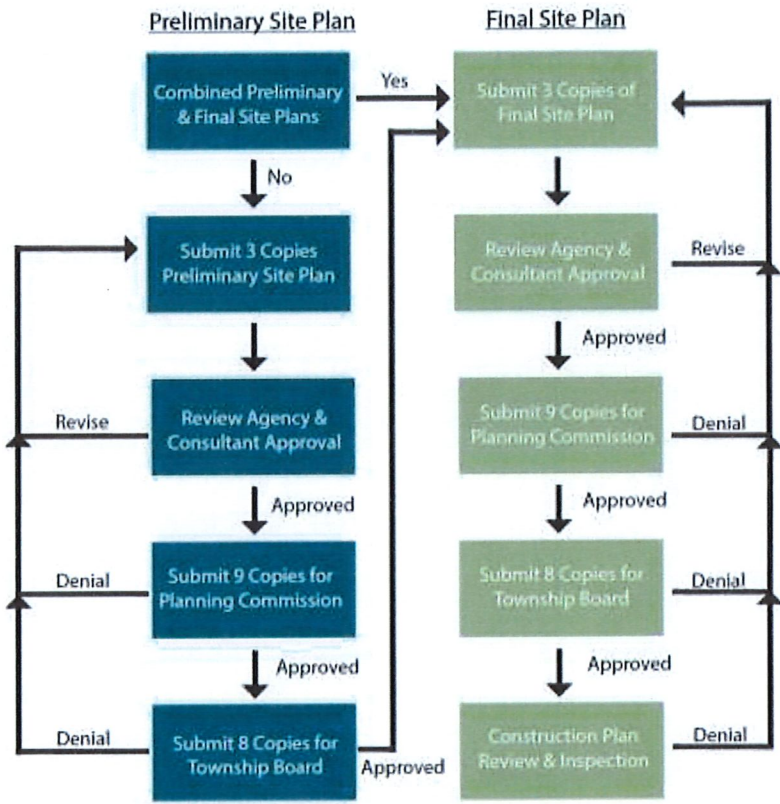 Preliminary Site Plan
Combined Preliminary
& Final Site Plans
Yes
No
Submit 3 Copies
Preliminary Site Plan
Review Agency &
Consultant Approval
Revise
Approved
Submit 9 Copies for
Planning Commission
Denial
Approved
Submit 8 Copies for
Township Board
Denial
Approved
Final Site Plan
Submit 3 Copies of
Final Site Plan
Review Agency &
Consultant Approval
Revise
Approved
Submit 9 Copies for
Planning Commission
Denial
Approved
Submit 8 Copies for
Township Board
Denial
Approved
Construction Plan
Review & Inspection
Denial